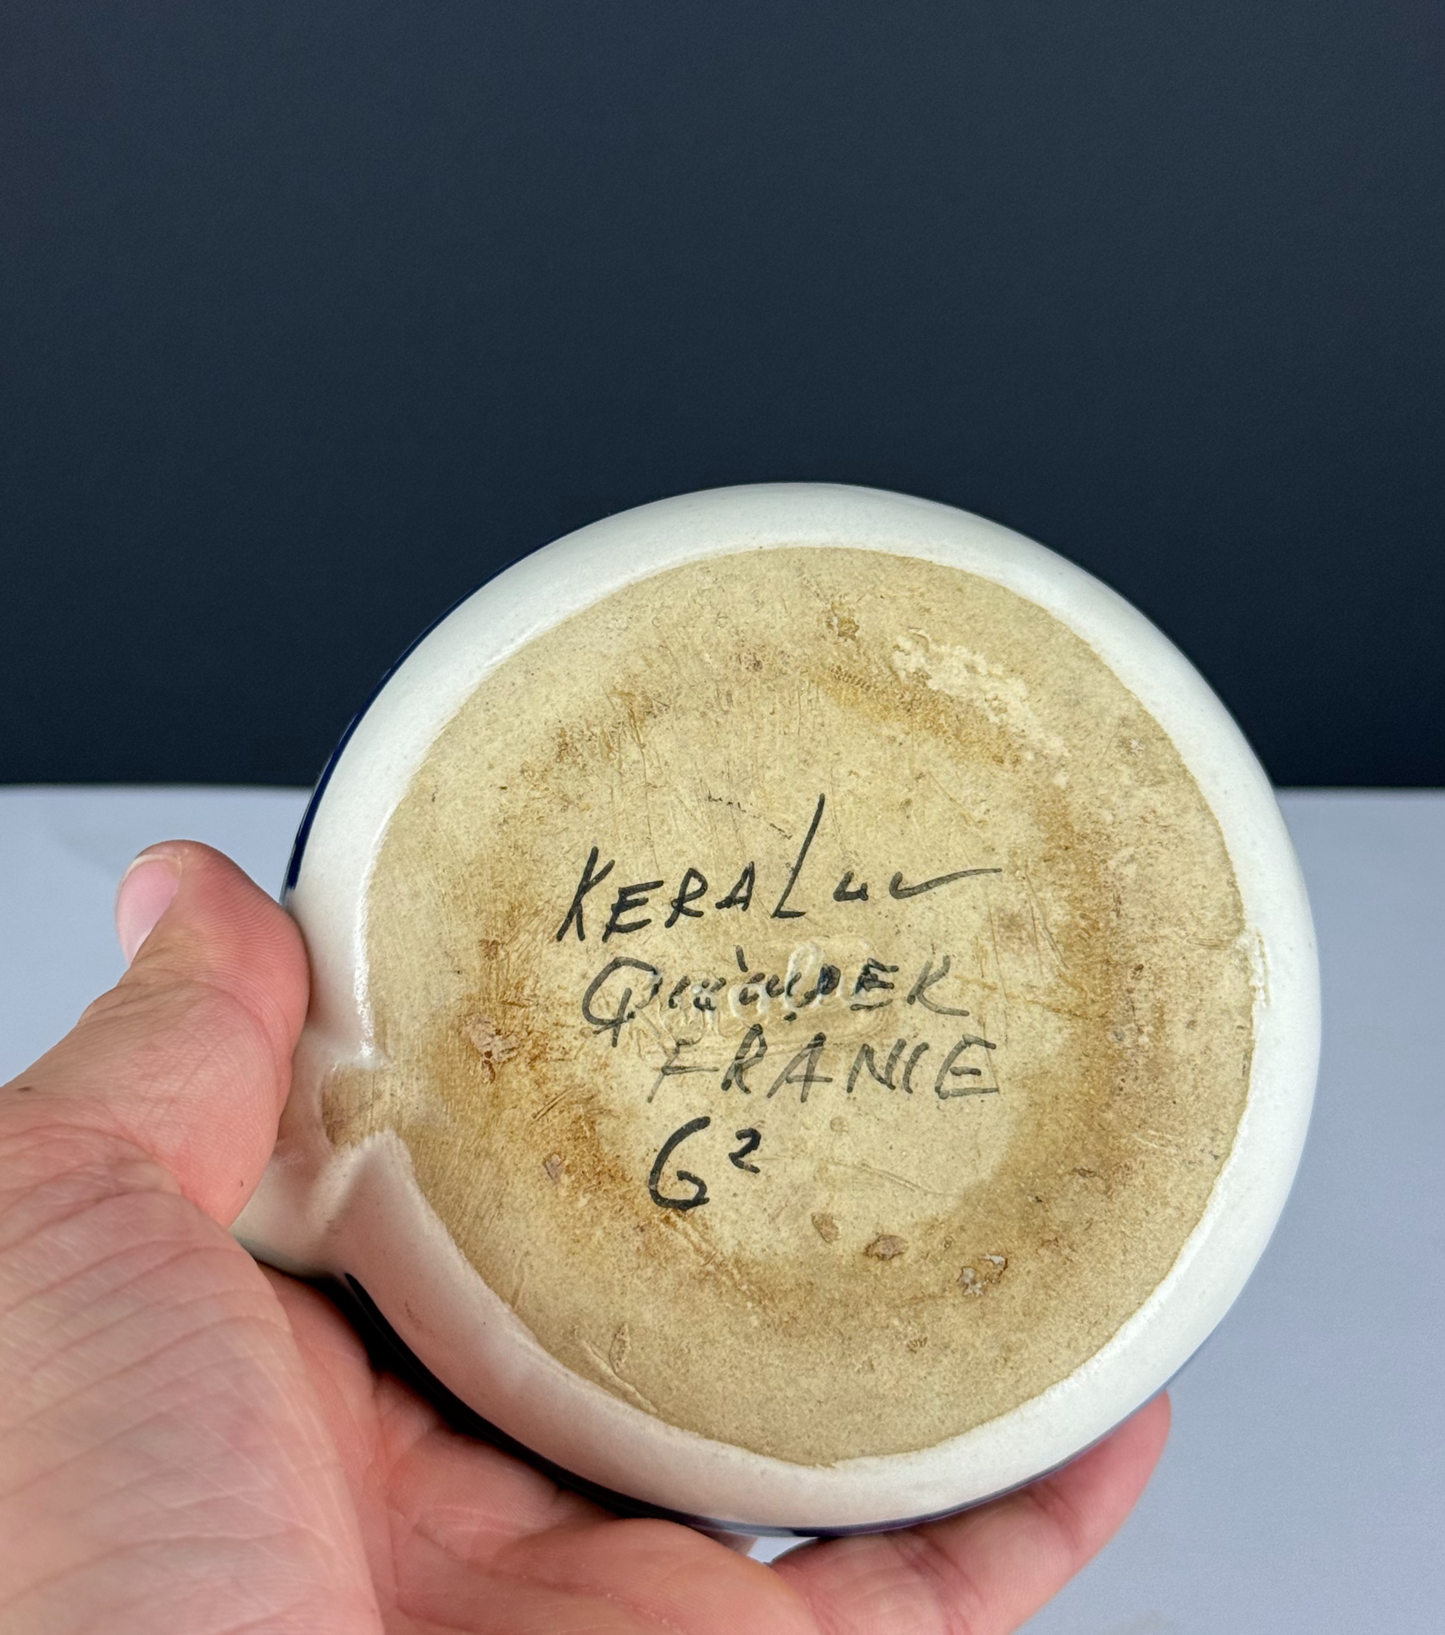 KERALuc
Quimper
FRANCE
G2